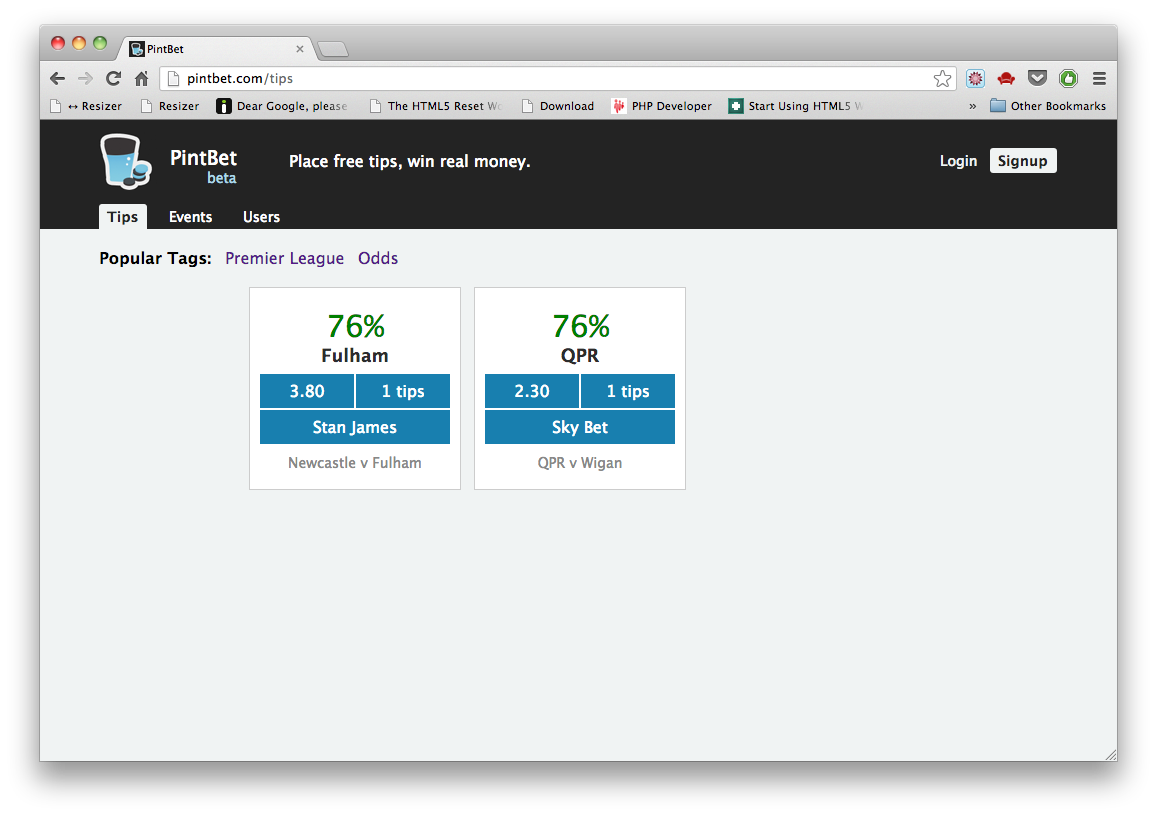 PintBet
pintbet.com/tips
↔ Resizer Resizer Dear Google, please The HTML5 Reset Download PHP Developer Start Using HTML5 » Other Bookmarks
PintBet
beta
Place free tips, win real money.
Login Signup
Tips Events Users
Popular Tags: Premier League Odds
76%
Fulham
3.80 1 tips
Stan James
Newcastle v Fulham
76%
QPR
2.30 1 tips
Sky Bet
QPR v Wigan